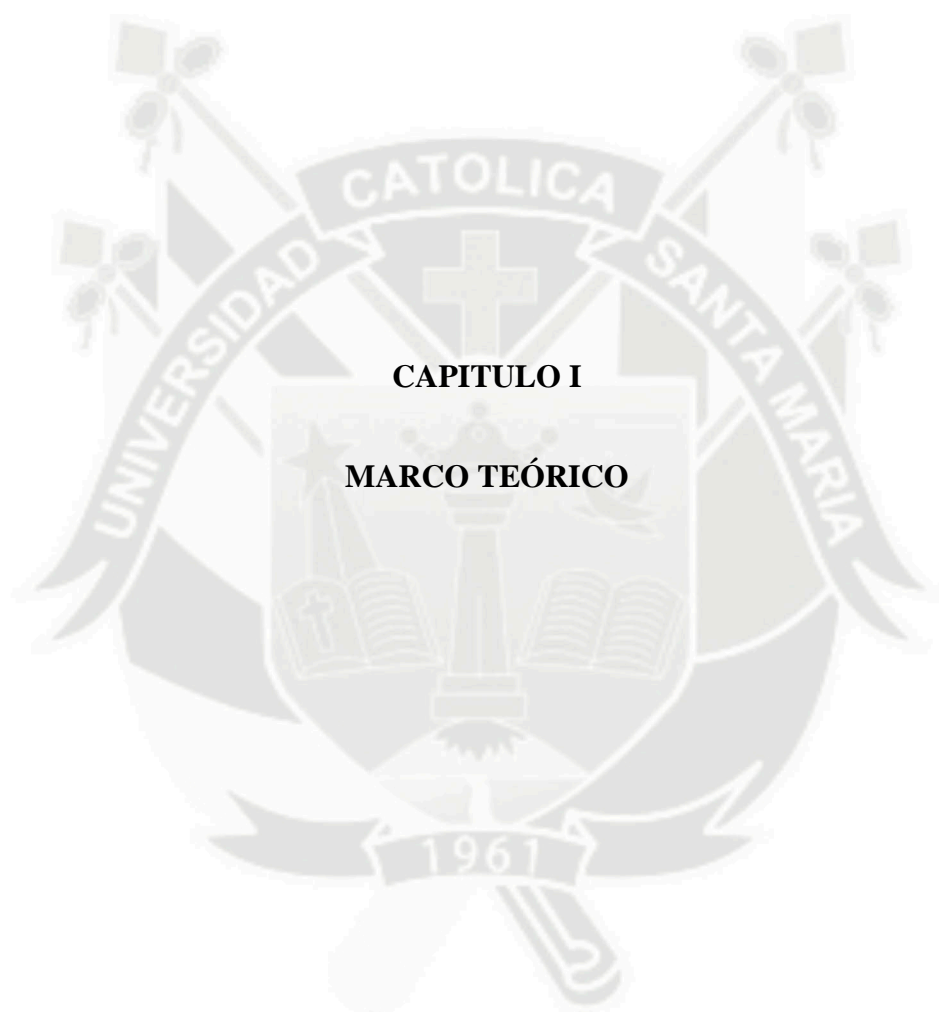 CATOLICA
UNIVERSIDAD
SANTA MARIA
CAPITULO I
MARCO TEÓRICO
1961